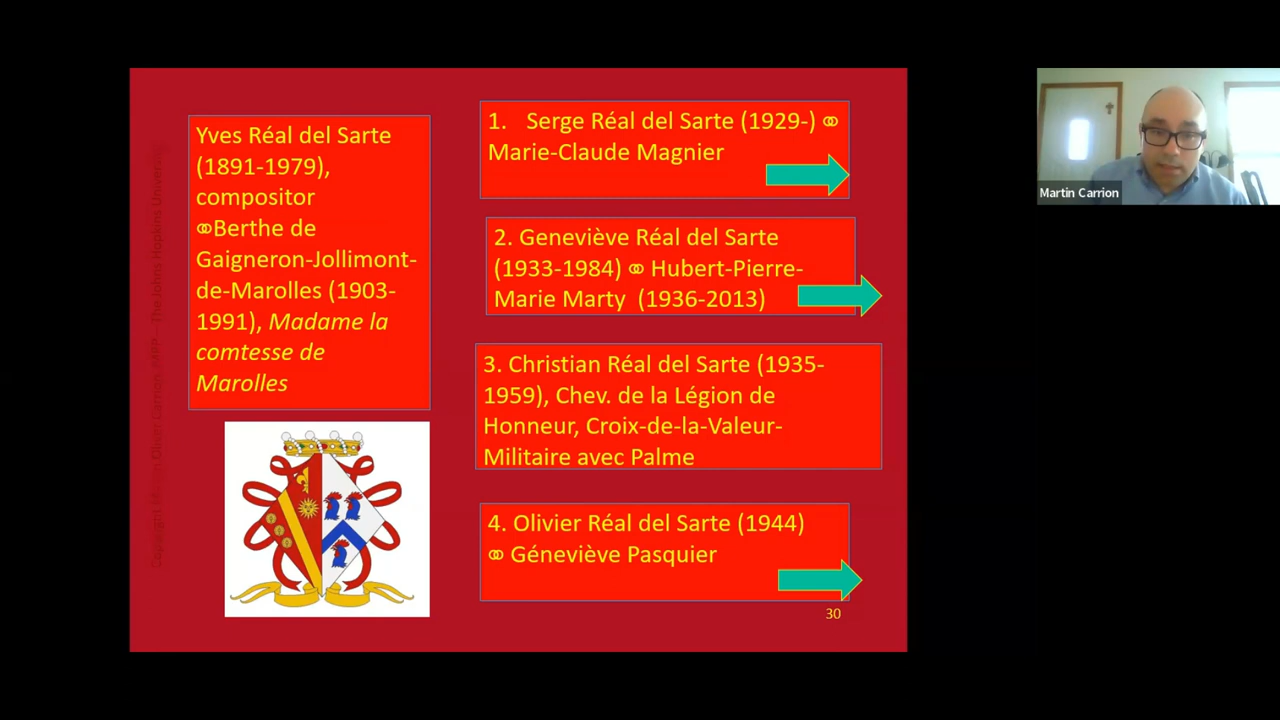 Yves Réal del Sarte
(1891-1979),
compositor
⚭Berthe de
Gaigneron-Jollimont-
de-Marolles (1903-
1991), Madame la
comtesse de
Marolles
1. Serge Réal del Sarte (1929-) ⚭
Marie-Claude Magnier
2. Geneviève Réal del Sarte
(1933-1984) ⚭ Hubert-Pierre-
Marie Marty (1936-2013)
3. Christian Réal del Sarte (1935-
1959), Chev. de la Légion de
Honneur, Croix-de-la-Valeur-
Militaire avec Palme
4. Olivier Réal del Sarte (1944)
⚭ Géneviève Pasquier
30
Martin Carrion